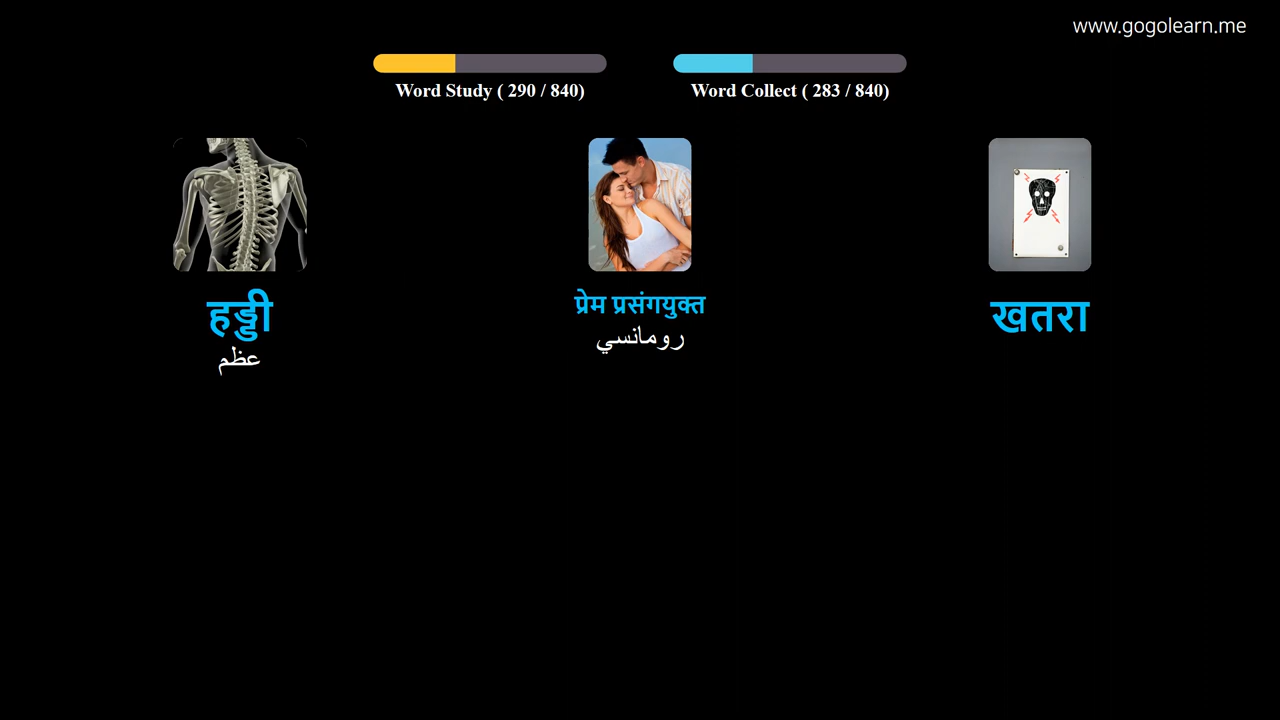 www.gogolearn.me
Word Study ( 290 / 840)
Word Collect ( 283 / 840)
हड्डी
عظم
प्रेम प्रसंगयुक्त
رومانسي
खतरा